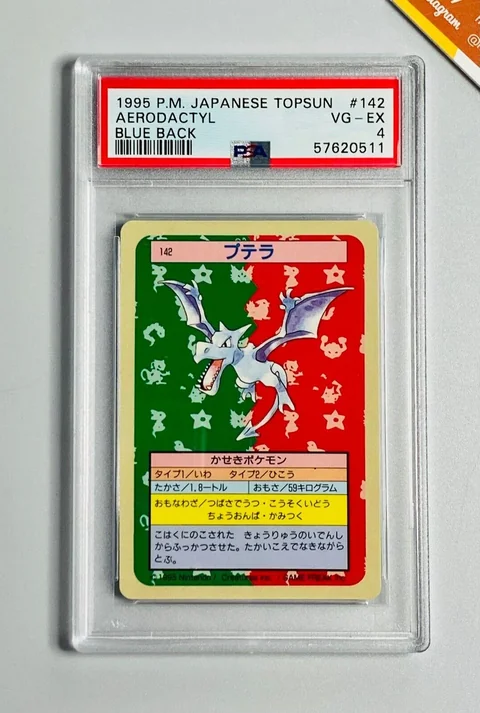 1995 P.M. JAPANESE TOPSUN #142
AERODACTYL VG-EX
BLUE BACK 4
PSA 57620511
142 プテラ
かせきポケモン
タイプ1/いわ タイプ2/ひこう
たかさ/1.8ートル おもさ/59キログラム
おもなわざ/つばさでうつ・こうそくいどう
ちょうおんぱ・かみつく
こはくにのこされた きょうりゅうのいでんし
からふっかつさせた。たかいこえでなきながら
とぶ。